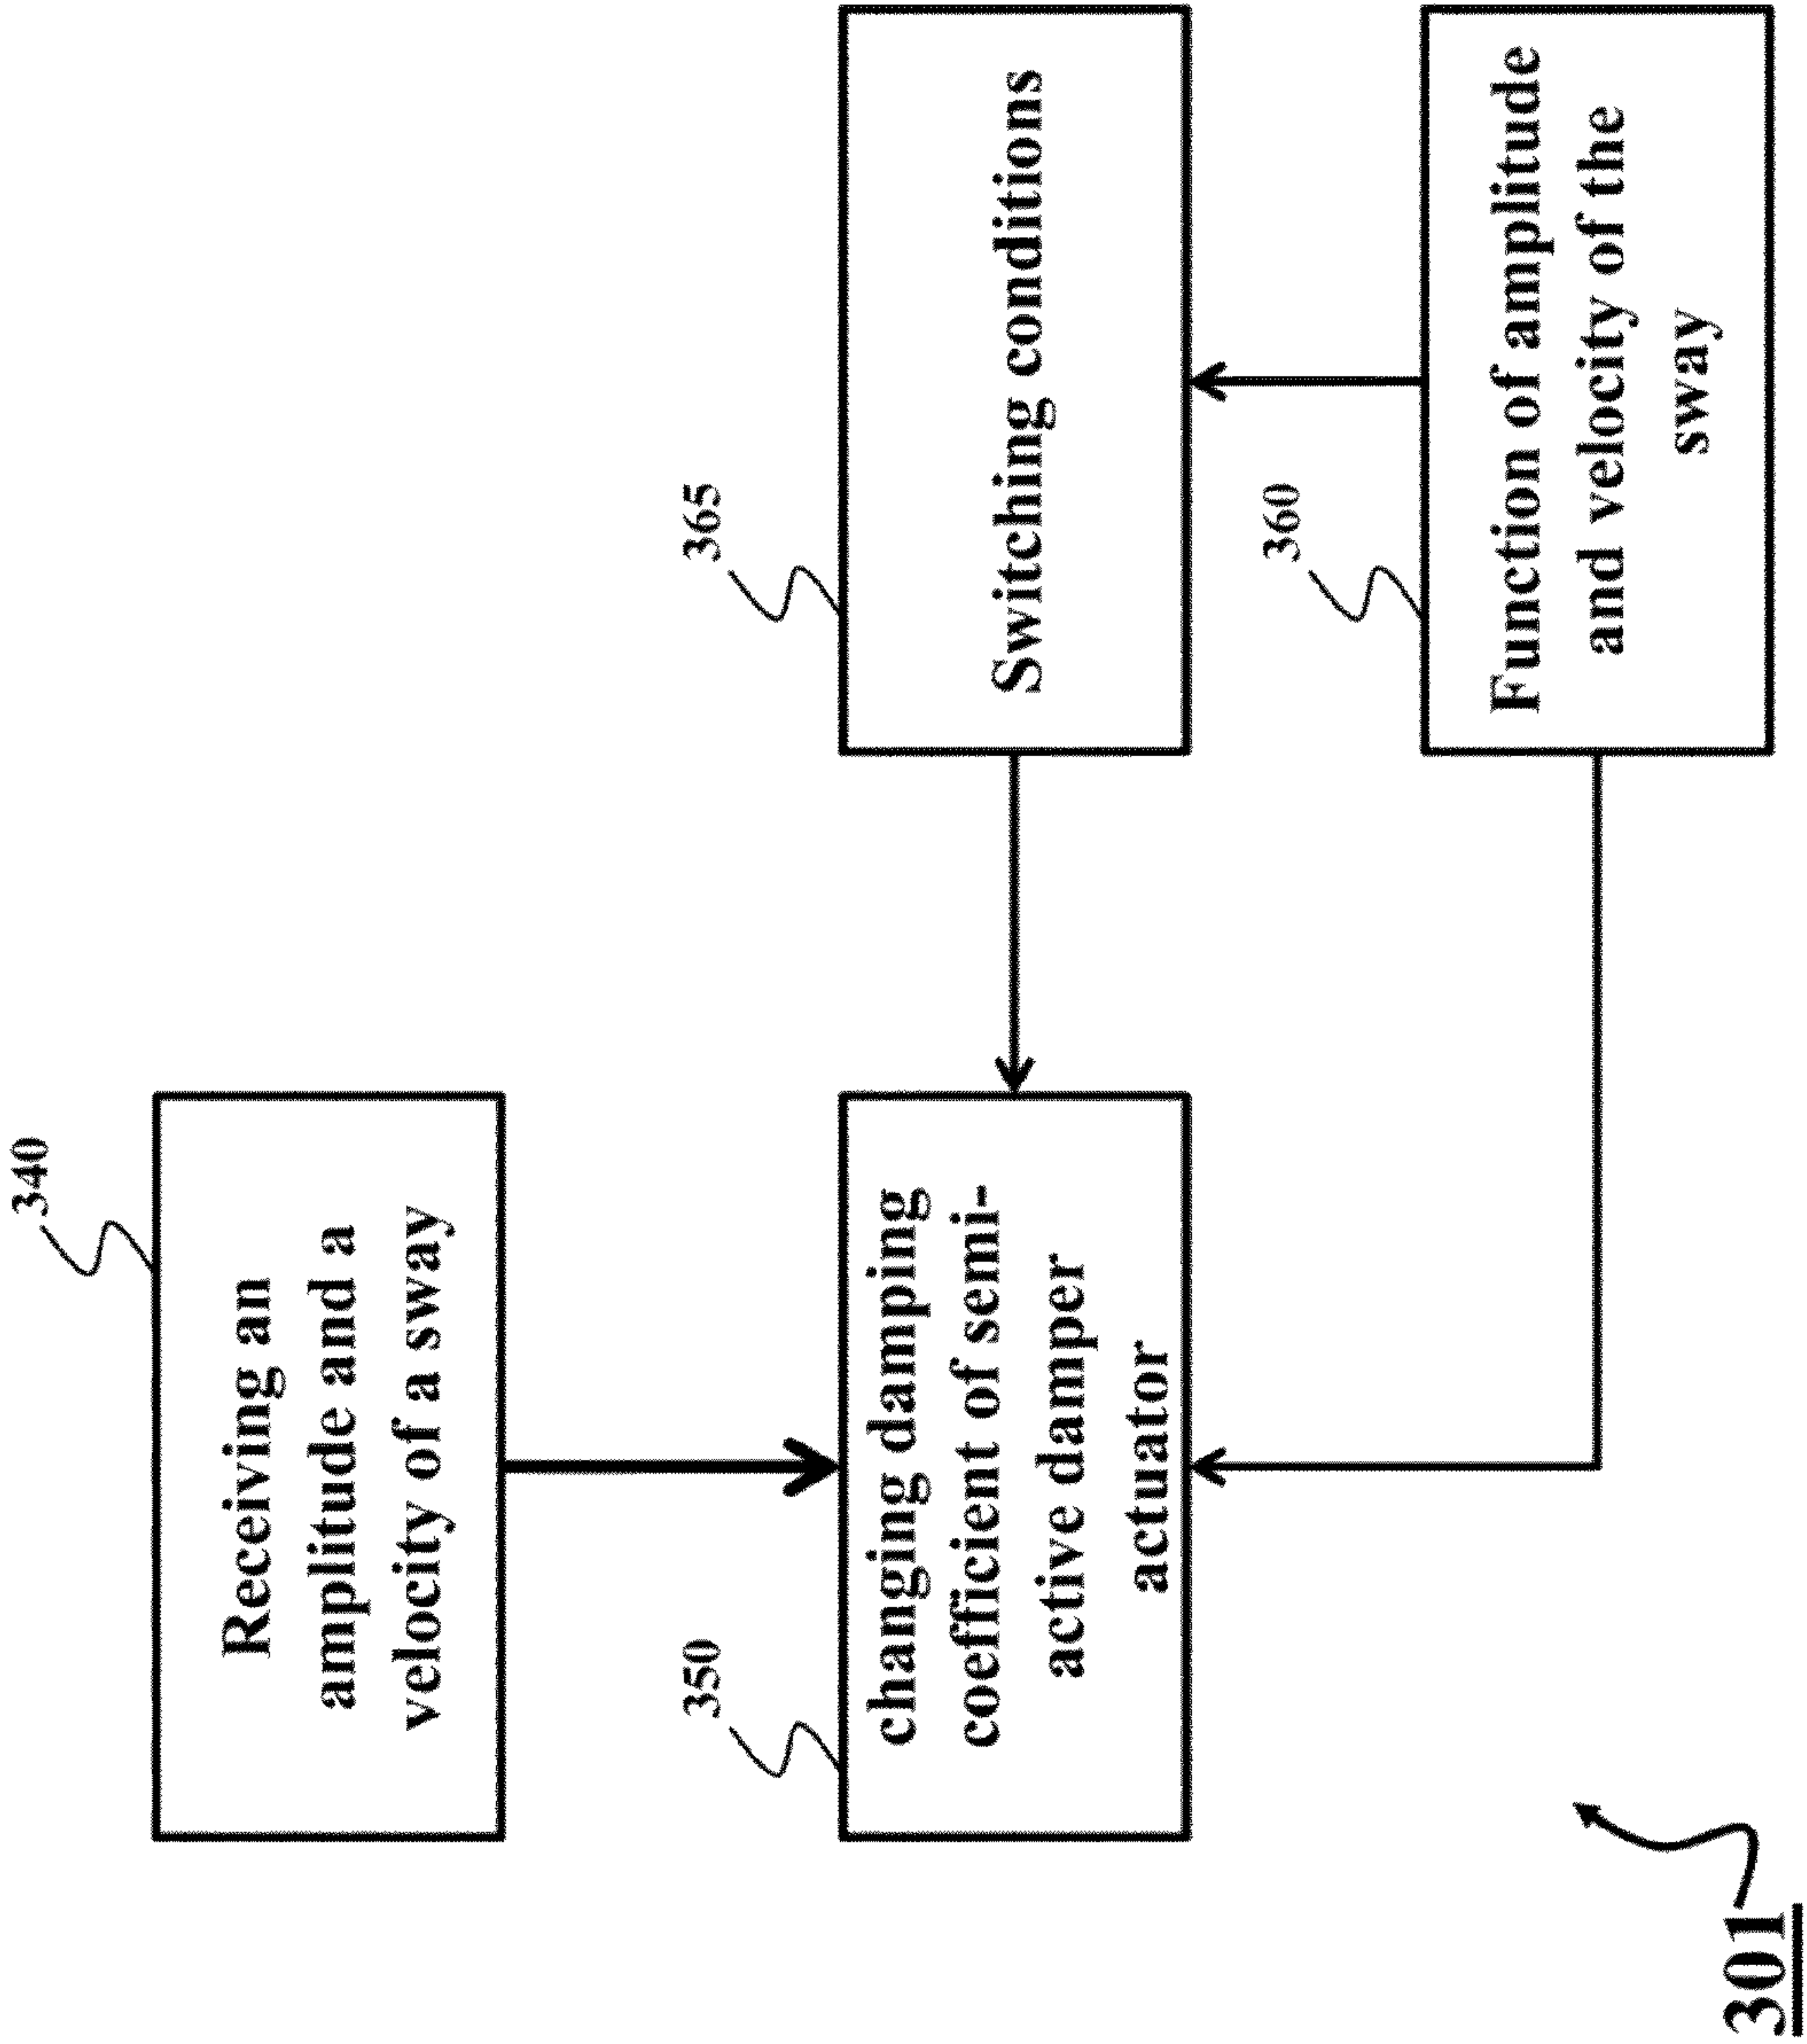 340
Receiving an
amplitude and a
velocity of a sway
350
changing damping
coefficient of semi-
active damper
actuator
365
Switching conditions
360
Function of amplitude
and velocity of the
sway
301